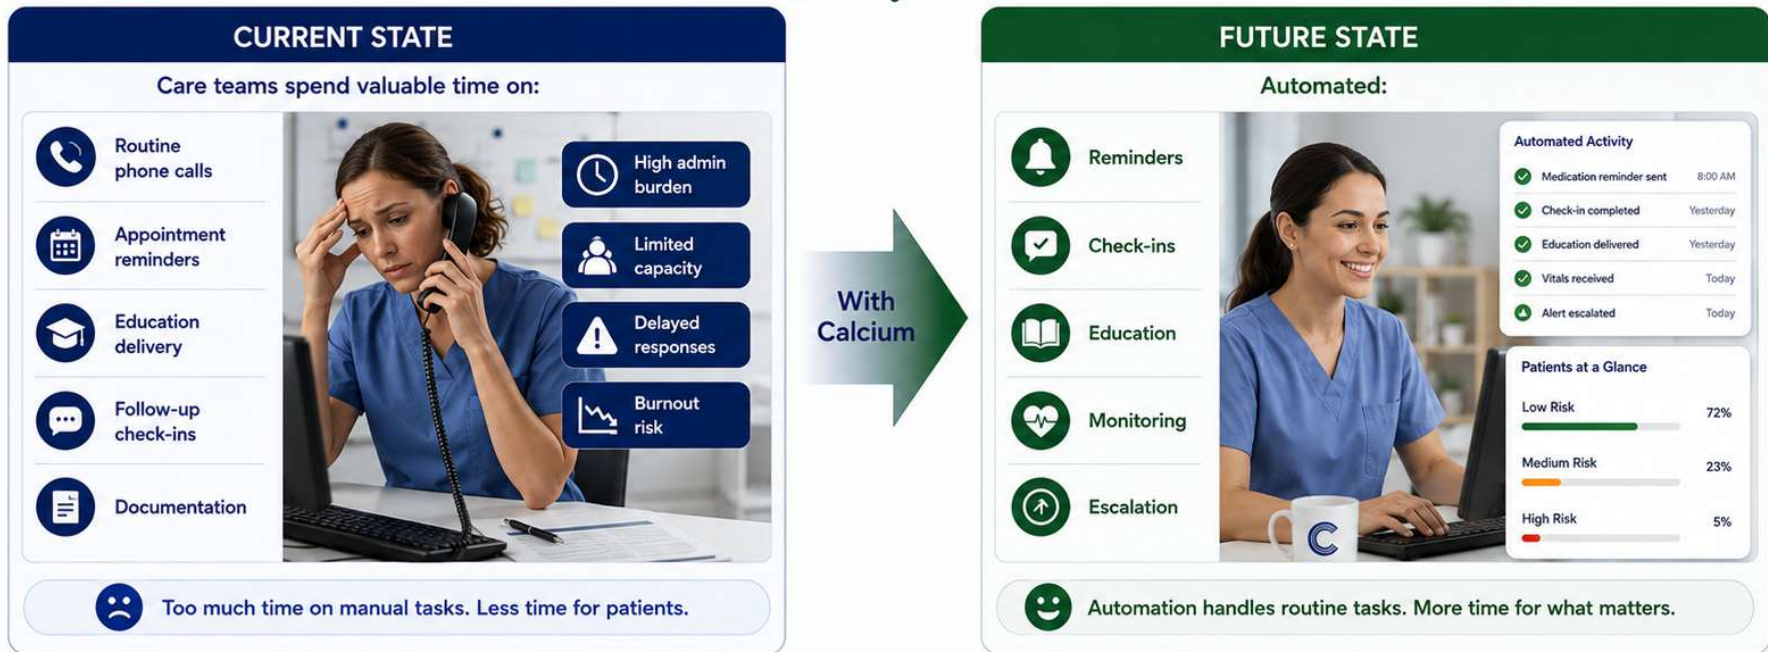 CURRENT STATE
Care teams spend valuable time on:
Routine
phone calls
Appointment
reminders
Education
delivery
Follow-up
check-ins
Documentation
High admin
burden
Limited
capacity
Delayed
responses
Burnout
risk
Too much time on manual tasks. Less time for patients.
With
Calcium
FUTURE STATE
Automated:
Reminders
Check-ins
Education
Monitoring
Escalation
C
Automated Activity
Medication reminder sent 8:00 AM
Check-in completed Yesterday
Education delivered Yesterday
Vitals received Today
Alert escalated Today
Patients at a Glance
Low Risk 72%
Medium Risk 23%
High Risk 5%
Automation handles routine tasks. More time for what matters.